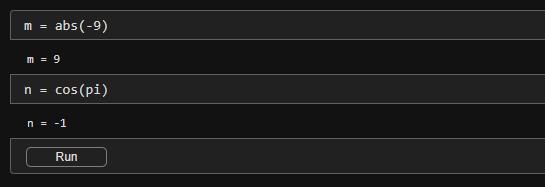 m = abs(-9)
m = 9
n = cos(pi)
n = -1
Run